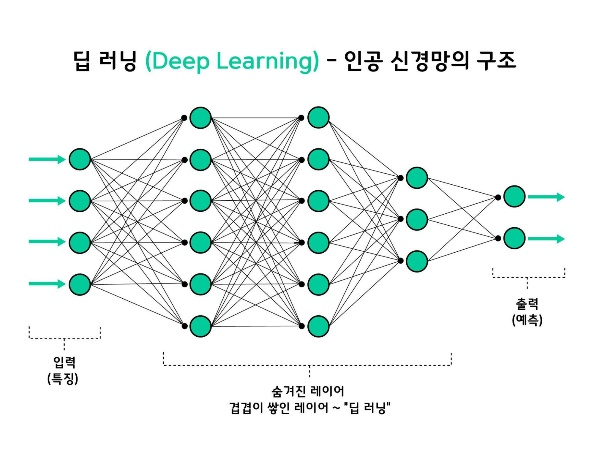 딥 러닝 (Deep Learning) - 인공 신경망의 구조
입력
(특징)
숨겨진 레이어
겹겹이 쌓인 레이어 ~ "딥 러닝"
출력
(예측)